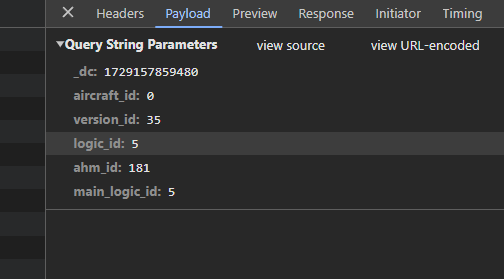 ✕ Headers Payload Preview Response Initiator Timing
▼Query String Parameters view source view URL-encoded
_dc: 1729157859480
aircraft_id: 0
version_id: 35
logic_id: 5
ahm_id: 181
main_logic_id: 5